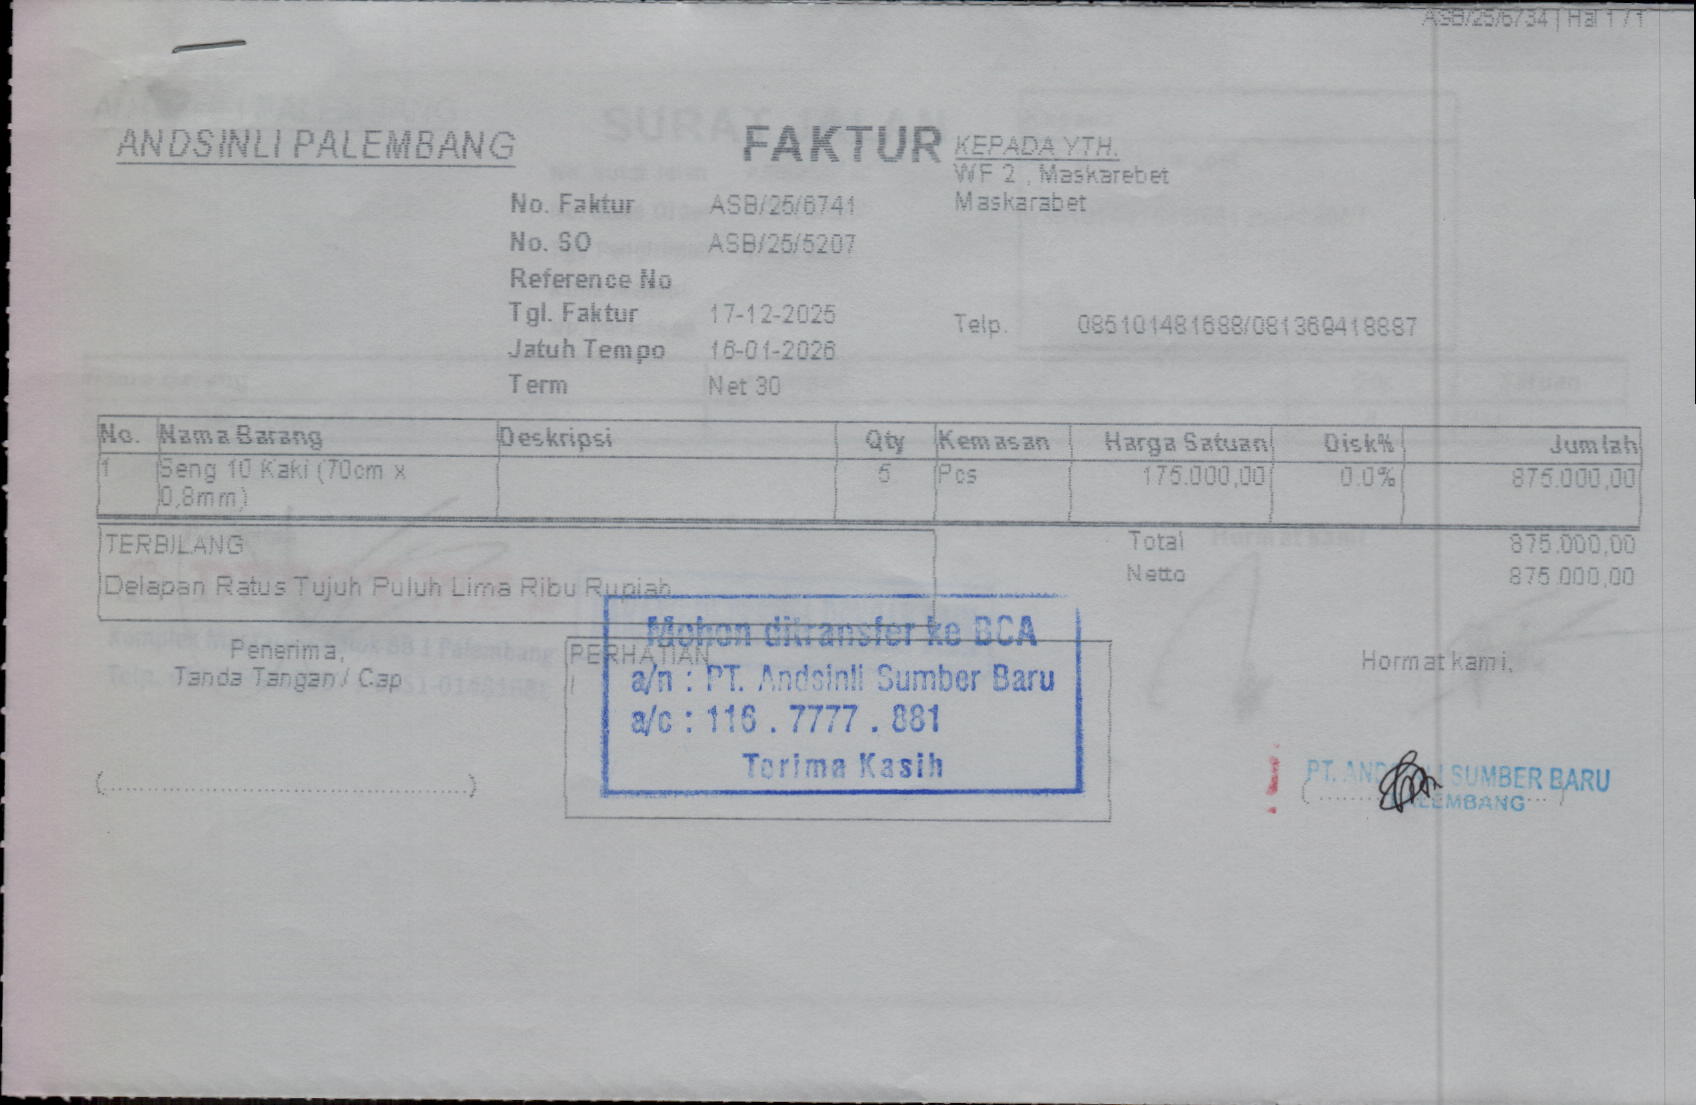 ASB/25/6734 | Hal 1 / 1
ANDSINLI PALEMBANG
FAKTUR
KEPADA YTH.
WF 2 , Maskarebet
Maskarabet
No. Faktur ASB/25/6741
No. SO ASB/25/5207
Reference No
Tgl. Faktur 17-12-2025
Telp. 085101481688/081369418887
Jatuh Tempo 16-01-2026
Term Net 30
No. Nama Barang Deskripsi Qty Kemasan Harga Satuan Disk% Jumlah
1 Seng 10 Kaki (70cm x 5 Pcs 175.000,00 0.0% 875.000,00
0,8mm)
TERBILANG
Delapan Ratus Tujuh Puluh Lima Ribu Rupiah
Total 875.000,00
Netto 875.000,00
Penerima,
Tanda Tangan / Cap
(..............................................)
PERHATIAN
Mohon ditransfer ke BCA
a/n : PT. Andsinli Sumber Baru
a/c : 116 . 7777 . 881
Terima Kasih
Hormat kami,
SUMBER BARU